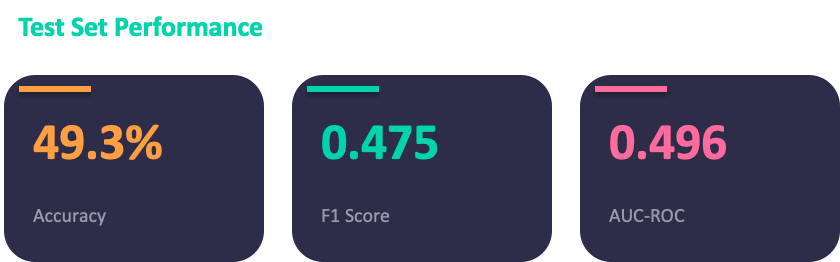 Test Set Performance
49.3%
Accuracy
0.475
F1 Score
0.496
AUC-ROC